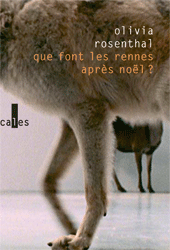 olivia
rosenthal
que font les rennes
après noël ?
cales